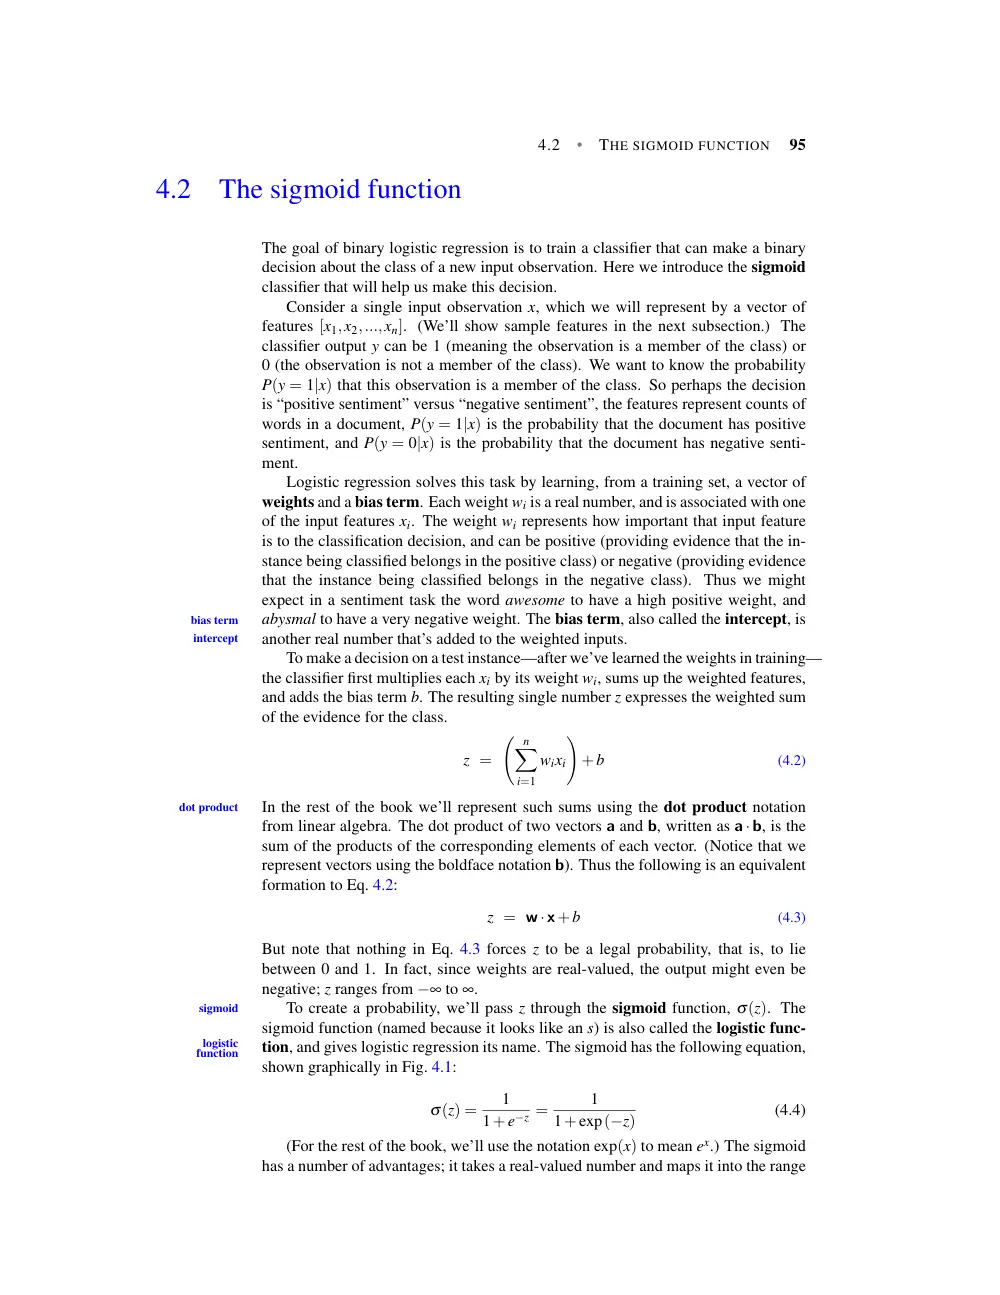 4.2 • THE SIGMOID FUNCTION 95
4.2 The sigmoid function
The goal of binary logistic regression is to train a classifier that can make a binary
decision about the class of a new input observation. Here we introduce the sigmoid
classifier that will help us make this decision.
Consider a single input observation x, which we will represent by a vector of
features [x₁, x₂, ..., xₙ]. (We'll show sample features in the next subsection.) The
classifier output y can be 1 (meaning the observation is a member of the class) or
0 (the observation is not a member of the class). We want to know the probability
P(y = 1|x) that this observation is a member of the class. So perhaps the decision
is “positive sentiment” versus “negative sentiment”, the features represent counts of
words in a document, P(y = 1|x) is the probability that the document has positive
sentiment, and P(y = 0|x) is the probability that the document has negative senti-
ment.
Logistic regression solves this task by learning, from a training set, a vector of
weights and a bias term. Each weight wᵢ is a real number, and is associated with one
of the input features xᵢ. The weight wᵢ represents how important that input feature
is to the classification decision, and can be positive (providing evidence that the in-
stance being classified belongs in the positive class) or negative (providing evidence
that the instance being classified belongs in the negative class). Thus we might
expect in a sentiment task the word awesome to have a high positive weight, and
bias term
abysmal to have a very negative weight. The bias term, also called the intercept, is
intercept
another real number that's added to the weighted inputs.
To make a decision on a test instance—after we've learned the weights in training—
the classifier first multiplies each xᵢ by its weight wᵢ, sums up the weighted features,
and adds the bias term b. The resulting single number z expresses the weighted sum
of the evidence for the class.
z = (∑ᵢ₌₁ⁿ wᵢxᵢ) + b (4.2)
dot product
In the rest of the book we'll represent such sums using the dot product notation
from linear algebra. The dot product of two vectors a and b, written as a · b, is the
sum of the products of the corresponding elements of each vector. (Notice that we
represent vectors using the boldface notation b). Thus the following is an equivalent
formation to Eq. 4.2:
z = w · x + b (4.3)
But note that nothing in Eq. 4.3 forces z to be a legal probability, that is, to lie
between 0 and 1. In fact, since weights are real-valued, the output might even be
negative; z ranges from −∞ to ∞.
sigmoid
To create a probability, we'll pass z through the sigmoid function, σ(z). The
sigmoid function (named because it looks like an s) is also called the logistic func-
logistic
function
tion, and gives logistic regression its name. The sigmoid has the following equation,
shown graphically in Fig. 4.1:
σ(z) = 1/(1 + e⁻ᶻ) = 1/(1 + exp (−z)) (4.4)
(For the rest of the book, we'll use the notation exp(x) to mean eˣ.) The sigmoid
has a number of advantages; it takes a real-valued number and maps it into the range